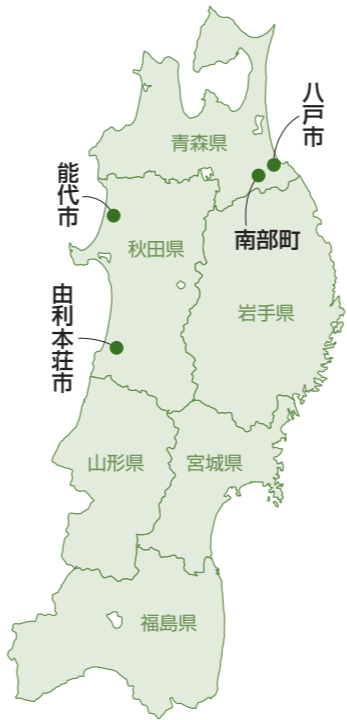 八戸市
青森県
能代市
南部町
秋田県
由利本荘市
岩手県
山形県
宮城県
福島県